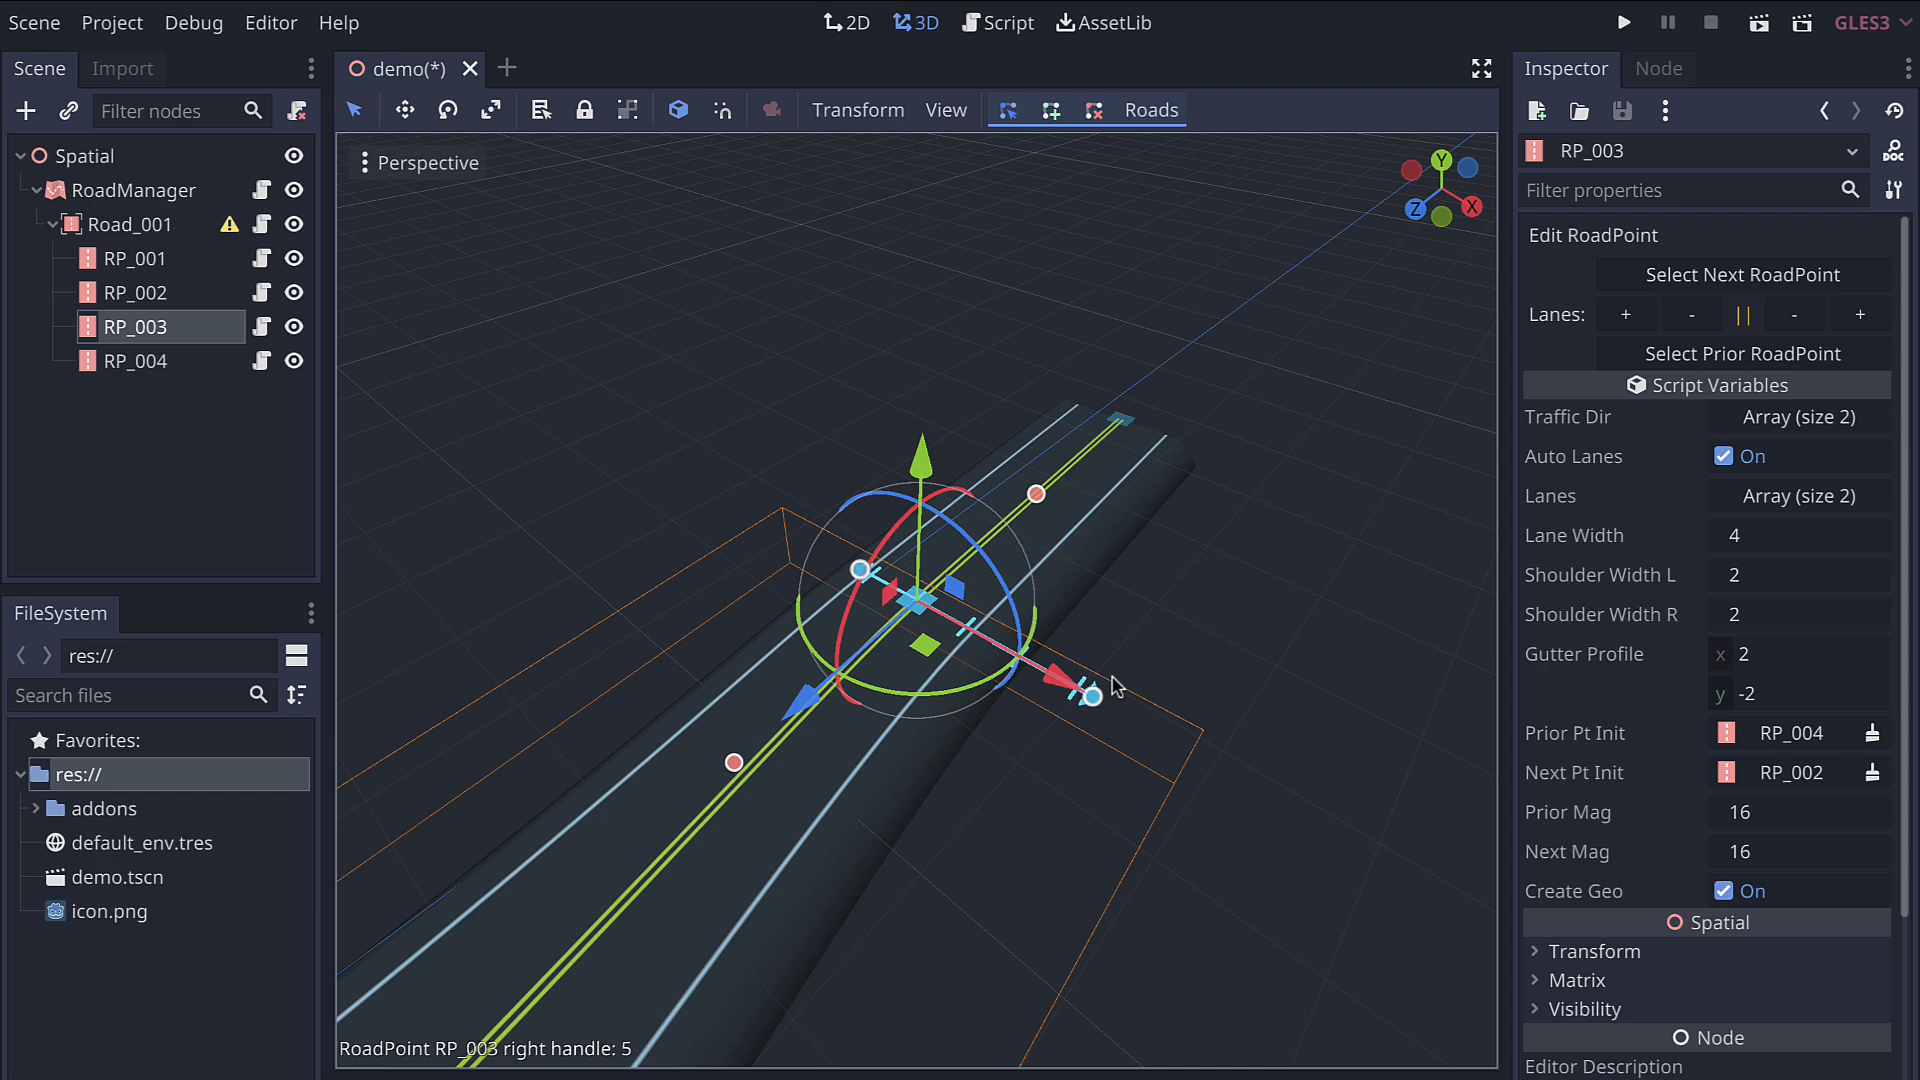 Scene Project Debug Editor Help 2D 3D Script AssetLib GLES3
Scene Import
Filter nodes
Spatial
RoadManager
Road_001
RP_001
RP_002
RP_003
RP_004
FileSystem
res://
Search files
Favorites:
res://
addons
default_env.tres
demo.tscn
icon.png
demo(*)
Transform View Roads
Perspective
Y
Z X
RoadPoint RP_003 right handle: 5
Inspector Node
RP_003
DOC
Filter properties
Edit RoadPoint
Select Next RoadPoint
Lanes: + - || - +
Select Prior RoadPoint
Script Variables
Traffic Dir Array (size 2)
Auto Lanes On
Lanes Array (size 2)
Lane Width 4
Shoulder Width L 2
Shoulder Width R 2
Gutter Profile x 2
y -2
Prior Pt Init RP_004
Next Pt Init RP_002
Prior Mag 16
Next Mag 16
Create Geo On
Spatial
Transform
Matrix
Visibility
Node
Editor Description